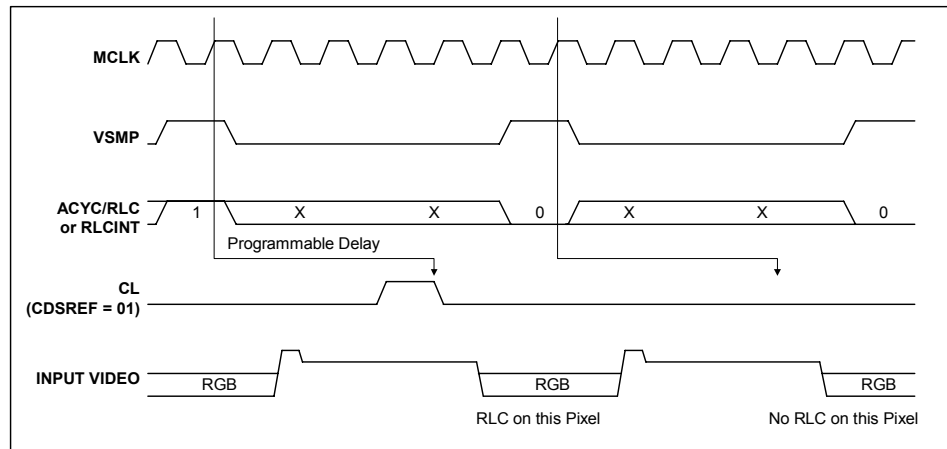 MCLK
VSMP
ACYC/RLC
or RLCINT
1 X X 0 X X 0
Programmable Delay
CL
(CDSREF = 01)
INPUT VIDEO
RGB RGB RGB
RLC on this Pixel No RLC on this Pixel